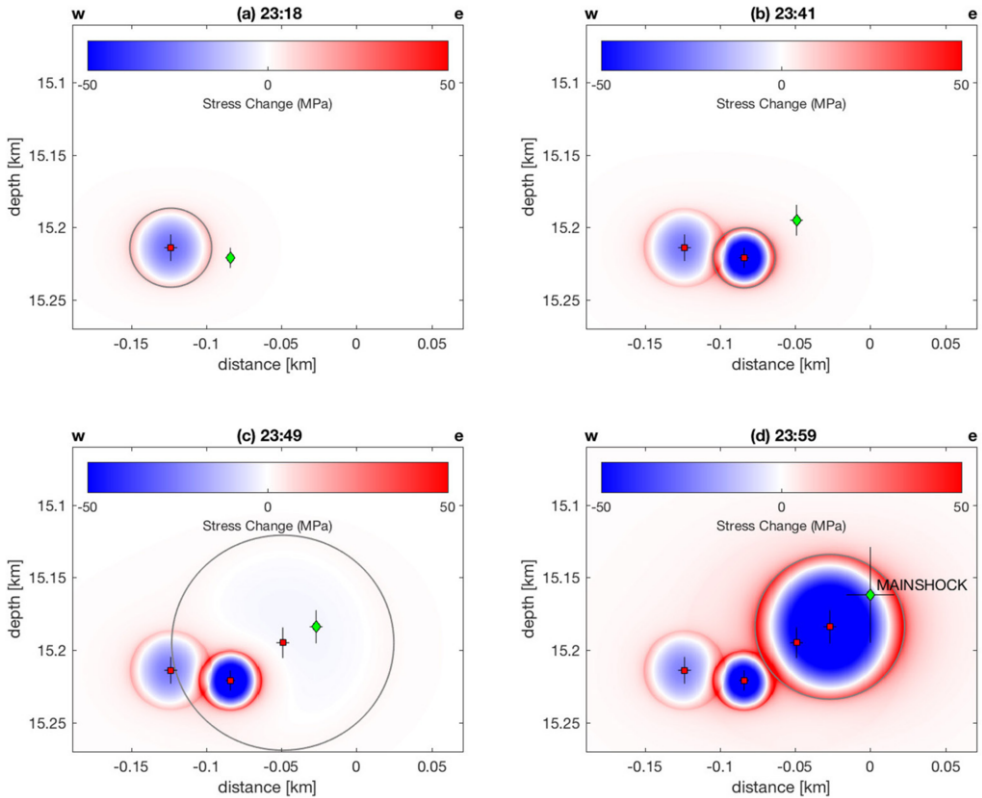 w (a) 23:18 e
-50 0 50
Stress Change (MPa)
15.1
15.15
15.2
15.25
depth [km]
-0.15 -0.1 -0.05 0 0.05
distance [km]
w (b) 23:41 e
-50 0 50
Stress Change (MPa)
15.1
15.15
15.2
15.25
depth [km]
-0.15 -0.1 -0.05 0 0.05
distance [km]
w (c) 23:49 e
-50 0 50
Stress Change (MPa)
15.1
15.15
15.2
15.25
depth [km]
-0.15 -0.1 -0.05 0 0.05
distance [km]
w (d) 23:59 e
-50 0 50
Stress Change (MPa)
15.1
15.15
MAINSHOCK
15.2
15.25
depth [km]
-0.15 -0.1 -0.05 0 0.05
distance [km]